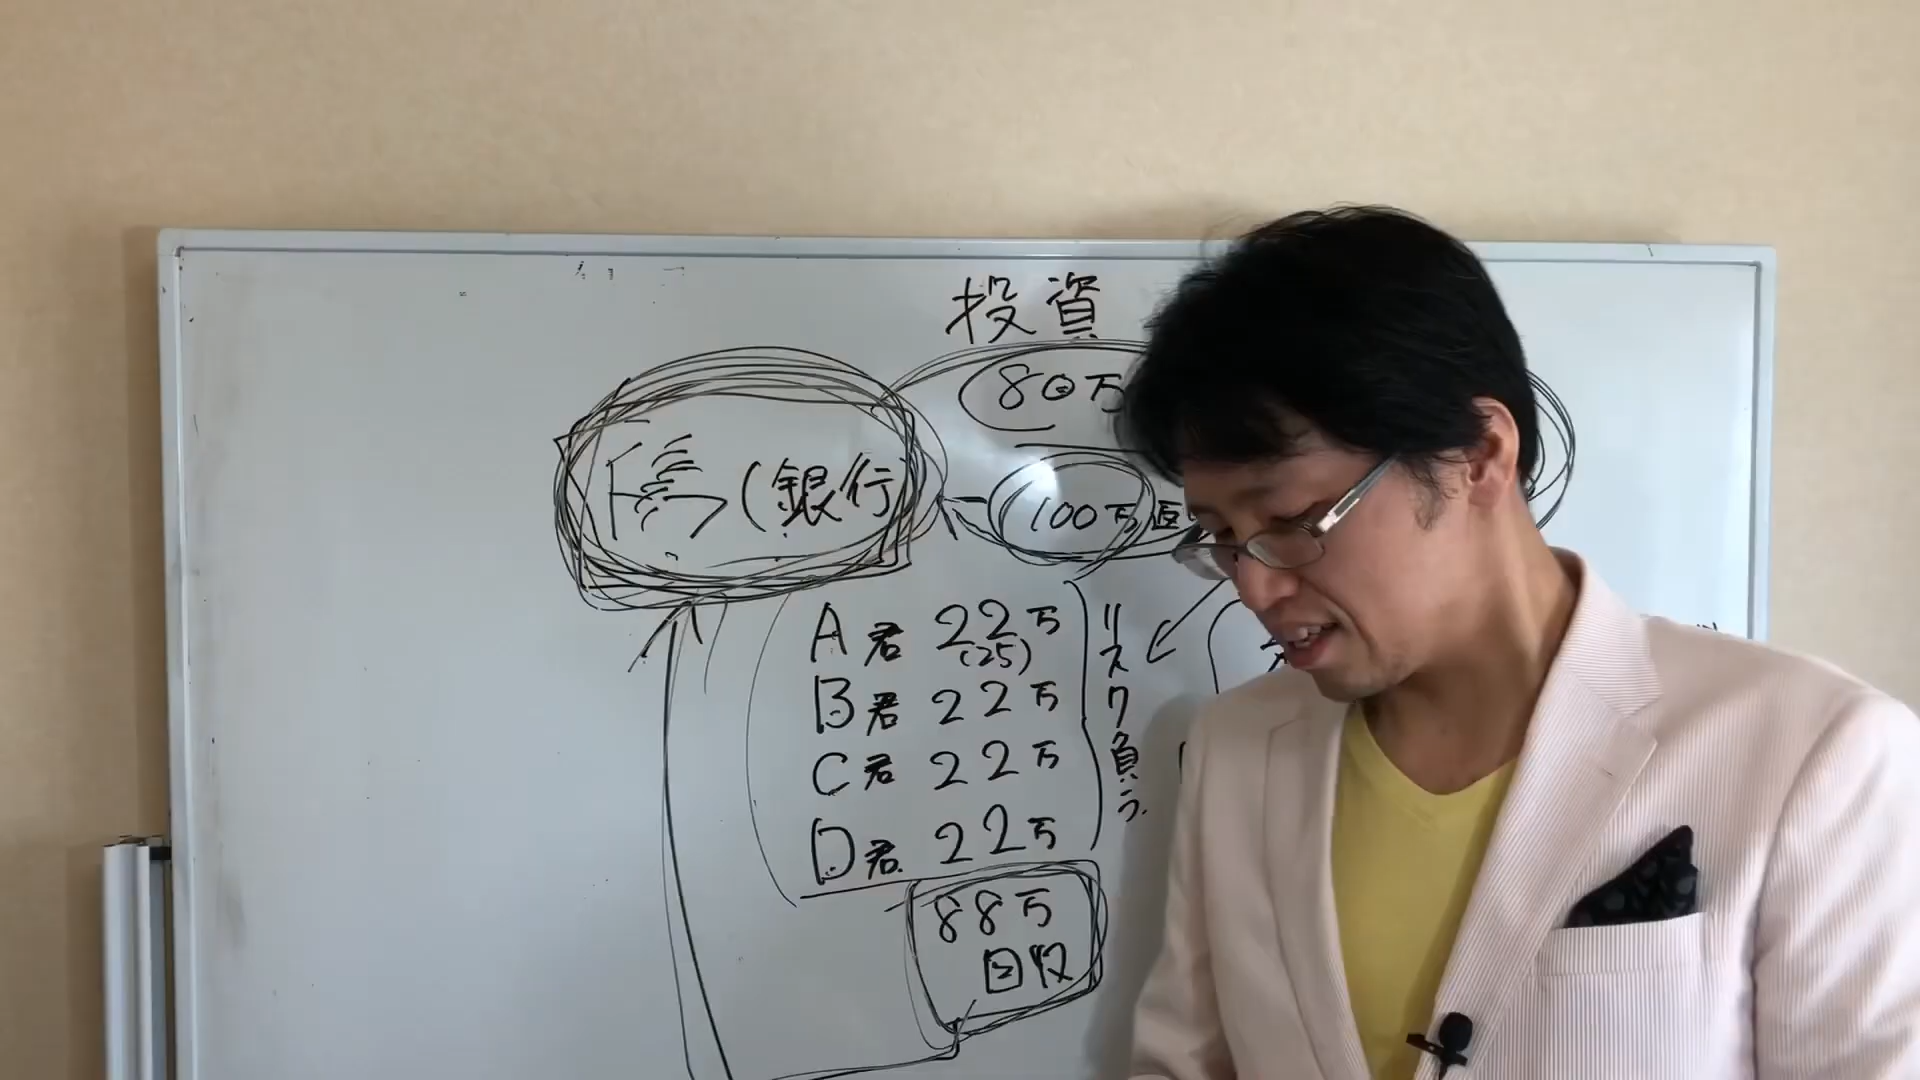 投資
80万
(銀行
100万返
A君 22万
(25)
B君 22万
C君 22万
D君 22万
リスク負う
88万
回収